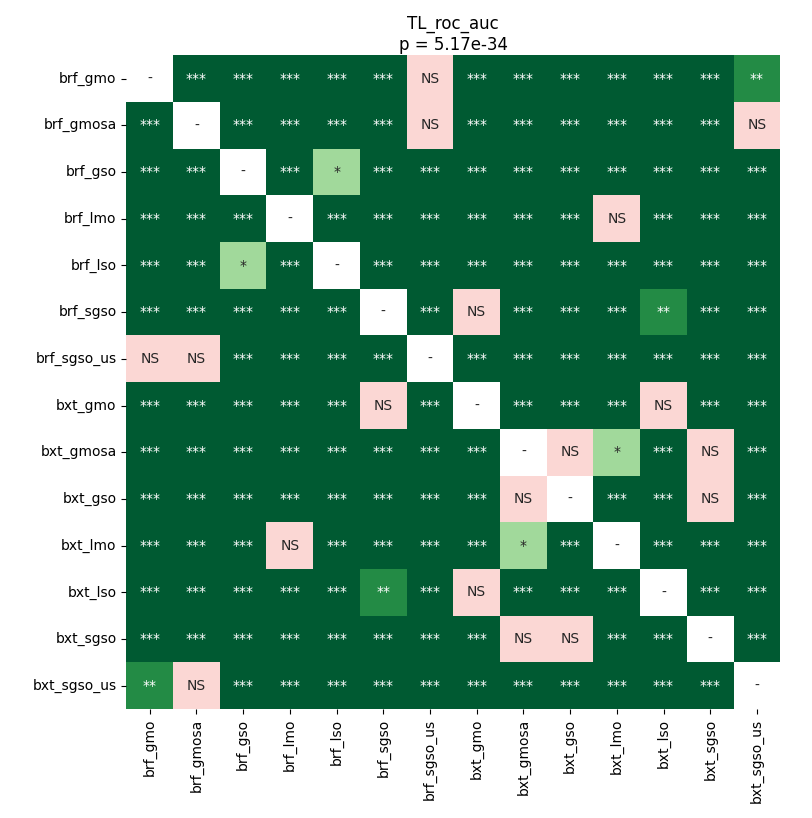 TL_roc_auc
p = 5.17e-34
brf_gmo - *** *** *** *** *** NS *** *** *** *** *** *** **
brf_gmosa *** - *** *** *** *** NS *** *** *** *** *** *** NS
brf_gso *** *** - *** * *** *** *** *** *** *** *** *** ***
brf_lmo *** *** *** - *** *** *** *** *** *** NS *** *** ***
brf_lso *** *** * *** - *** *** *** *** *** *** *** *** ***
brf_sgso *** *** *** *** *** - *** NS *** *** *** ** *** ***
brf_sgso_us NS NS *** *** *** *** - *** *** *** *** *** *** ***
bxt_gmo *** *** *** *** *** NS *** - *** *** *** NS *** ***
bxt_gmosa *** *** *** *** *** *** *** *** - NS * *** NS ***
bxt_gso *** *** *** *** *** *** *** *** NS - *** *** NS ***
bxt_lmo *** *** *** NS *** *** *** *** * *** - *** *** ***
bxt_lso *** *** *** *** *** ** *** NS *** *** *** - *** ***
bxt_sgso *** *** *** *** *** *** *** *** NS NS *** *** - ***
bxt_sgso_us ** NS *** *** *** *** *** *** *** *** *** *** *** -
brf_gmo brf_gmosa brf_gso brf_lmo brf_lso brf_sgso brf_sgso_us bxt_gmo bxt_gmosa bxt_gso bxt_lmo bxt_lso bxt_sgso bxt_sgso_us